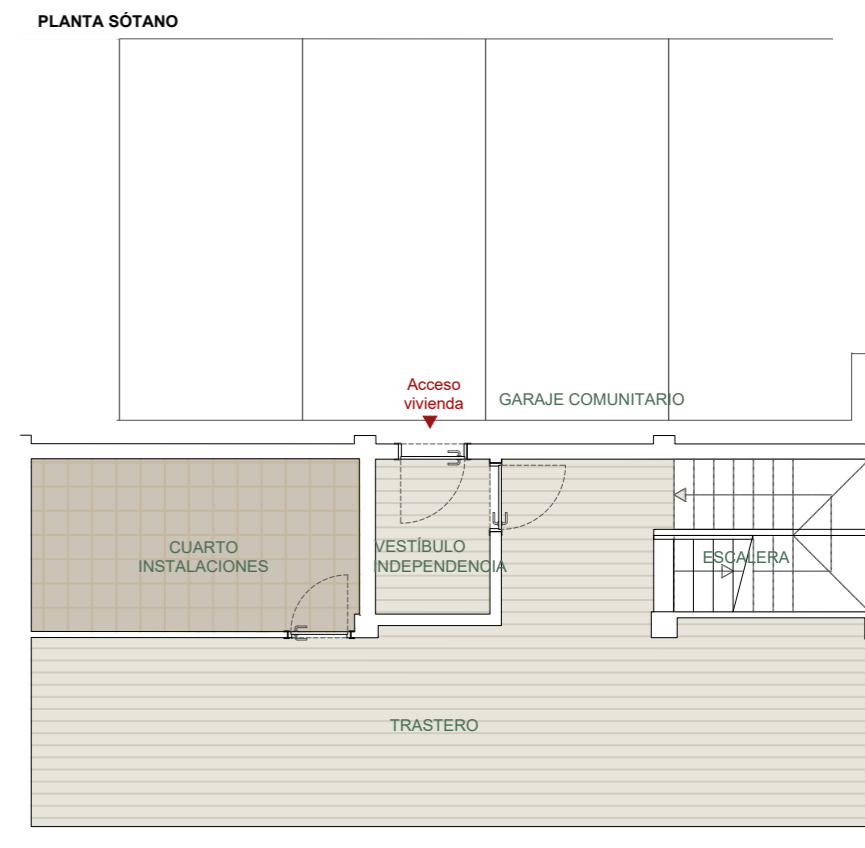 PLANTA SÓTANO
Acceso
vivienda
GARAJE COMUNITARIO
CUARTO
INSTALACIONES
VESTÍBULO
INDEPENDENCIA
ESCALERA
TRASTERO